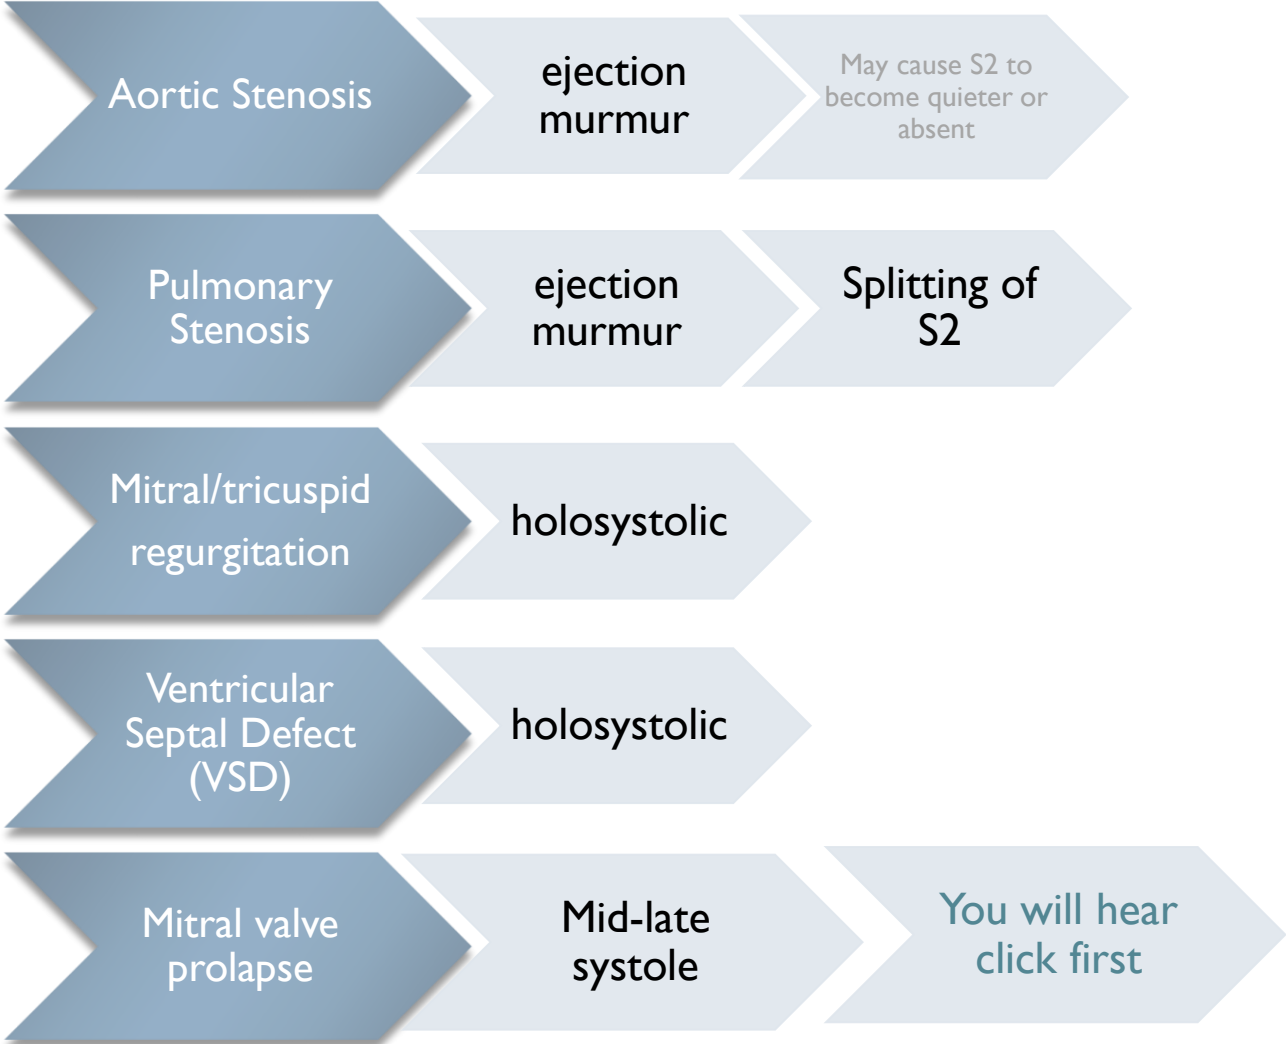 Aortic Stenosis
ejection
murmur
May cause S2 to
become quieter or
absent
Pulmonary
Stenosis
ejection
murmur
Splitting of
S2
Mitral/tricuspid
regurgitation
holosystolic
Ventricular
Septal Defect
(VSD)
holosystolic
Mitral valve
prolapse
Mid-late
systole
You will hear
click first